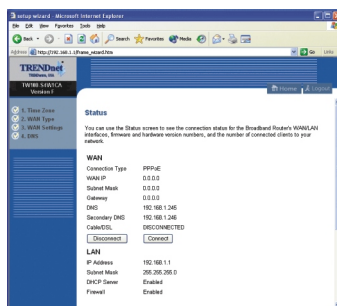 setup wizard - Microsoft Internet Explorer
File Edit View Favorites Tools Help
Back Search Favorites Media
Address http://192.168.1.1/frame_wizard.htm Go Links
TRENDnet
TRENDware, USA
TW100-S4W1CA
Version F
Home Logout
1. Time Zone
2. WAN Type
3. WAN Settings
4. DNS
Status
You can use the Status screen to see the connection status for the Broadband Router's WAN/LAN
interfaces, firmware and hardware version numbers, and the number of connected clients to your
network.
WAN
Connection Type PPPoE
WAN IP 0.0.0.0
Subnet Mask 0.0.0.0
Gateway 0.0.0.0
DNS 192.168.1.245
Secondary DNS 192.168.1.246
Cable/DSL DISCONNECTED
Disconnect Connect
LAN
IP Address 192.168.1.1
Subnet Mask 255.255.255.0
DHCP Server Enabled
Firewall Enabled